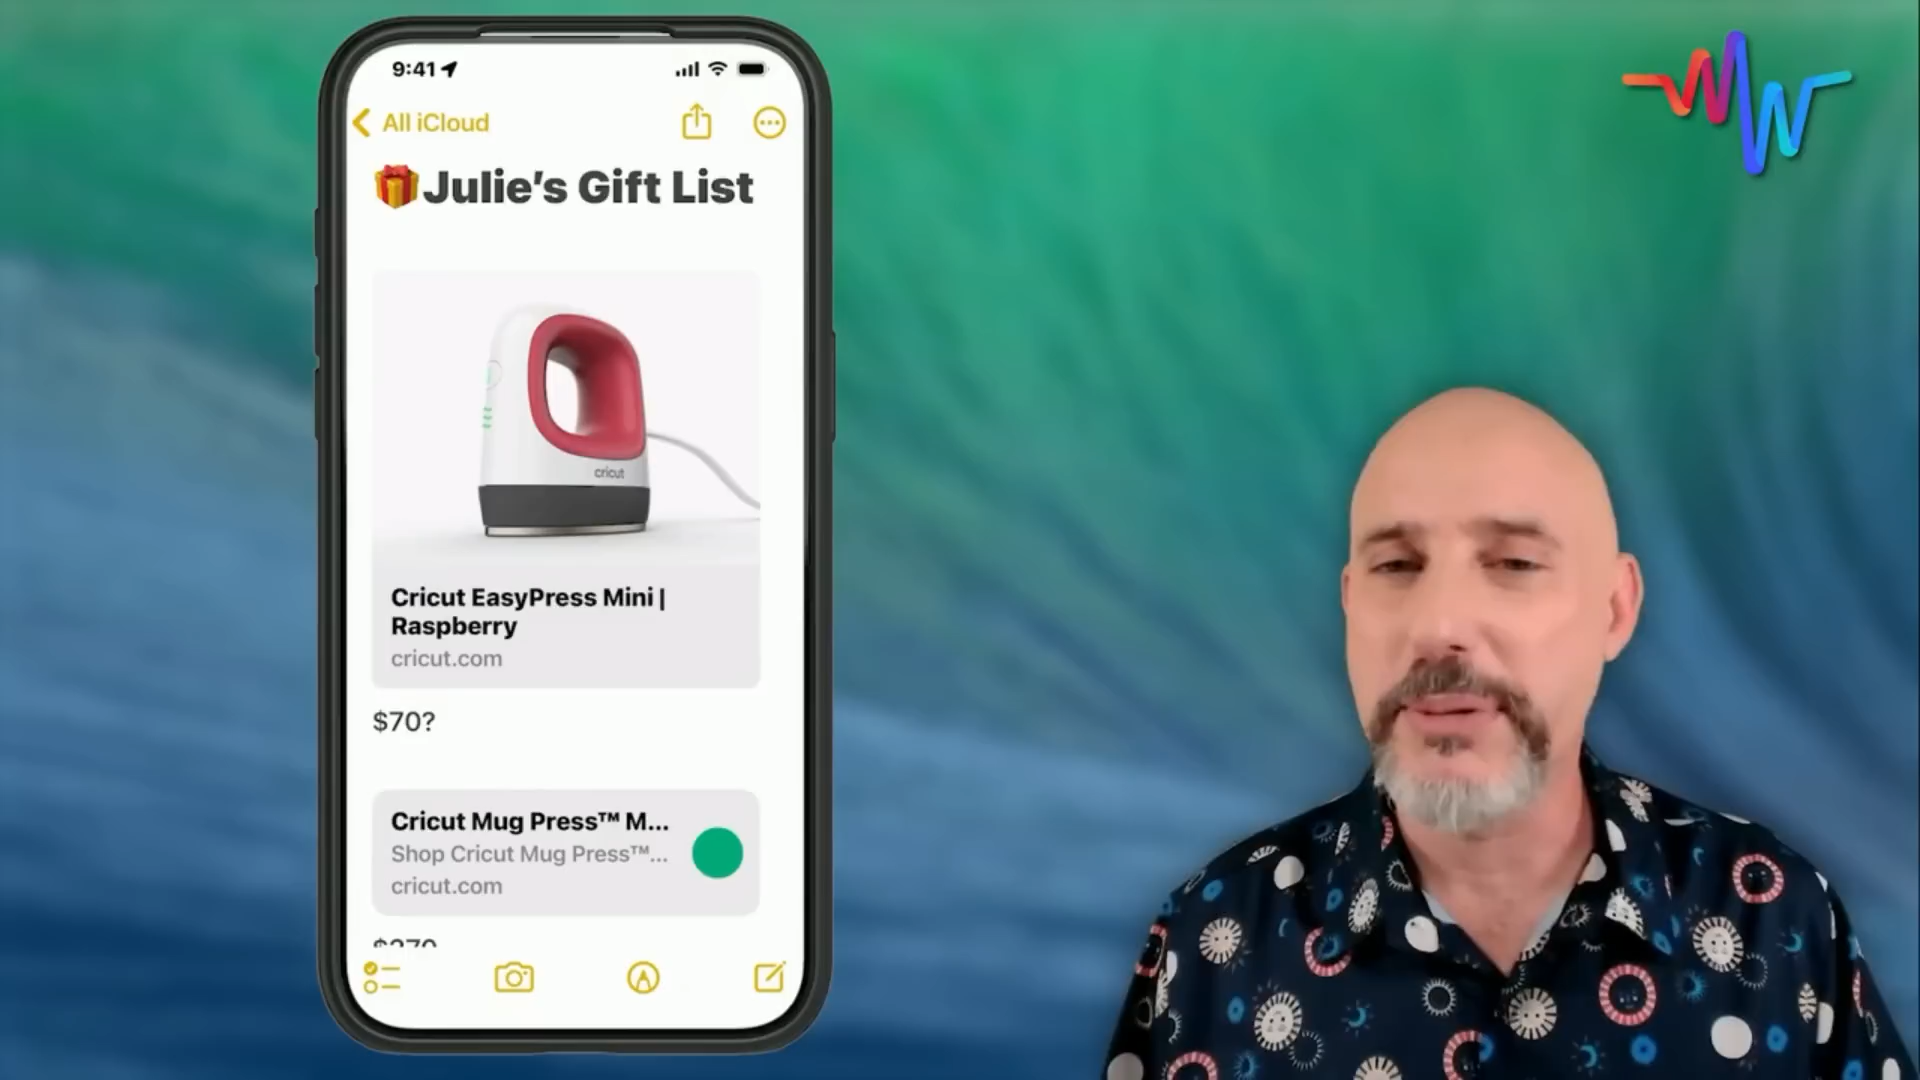 9:41
All iCloud
🎁Julie's Gift List
cricut
Cricut EasyPress Mini |
Raspberry
cricut.com
$70?
Cricut Mug Press™ M...
Shop Cricut Mug Press™...
cricut.com